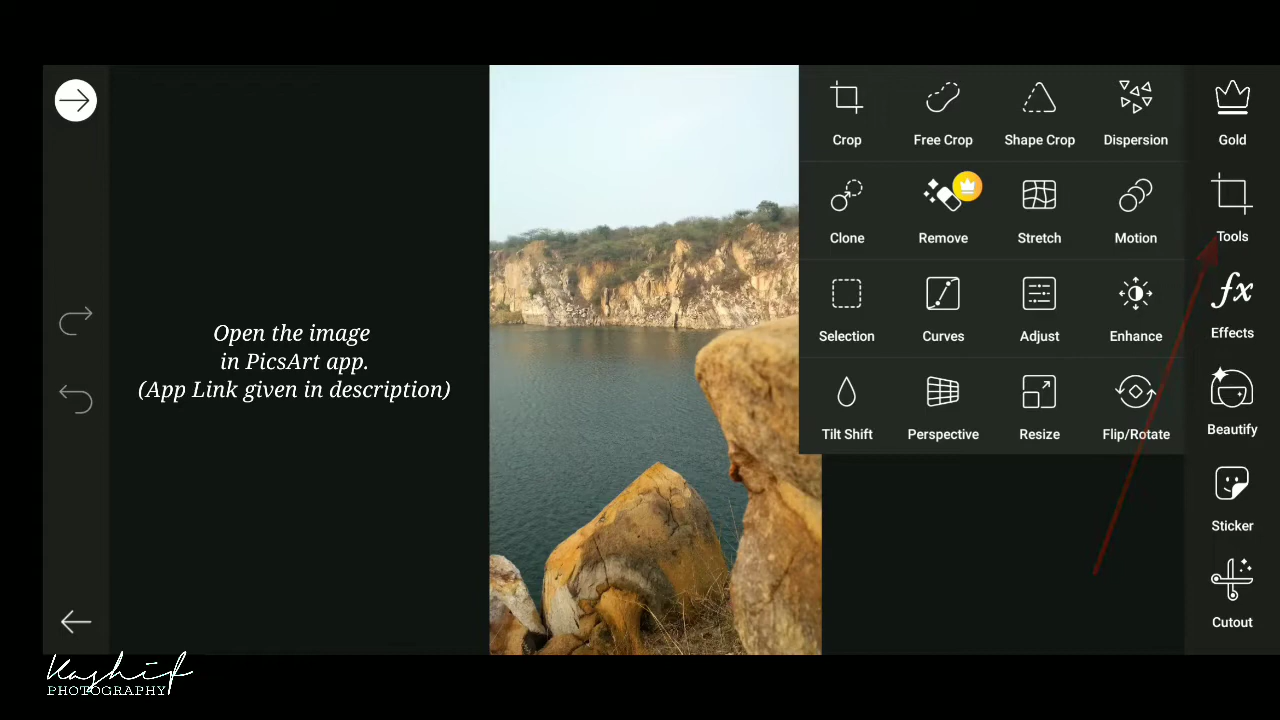 Open the image
in PicsArt app.
(App Link given in description)
Crop
Free Crop
Shape Crop
Dispersion
Clone
Remove
Stretch
Motion
Selection
Curves
Adjust
Enhance
Tilt Shift
Perspective
Resize
Flip/Rotate
Gold
Tools
fx
Effects
Beautify
Sticker
Cutout
Kashif
PHOTOGRAPHY